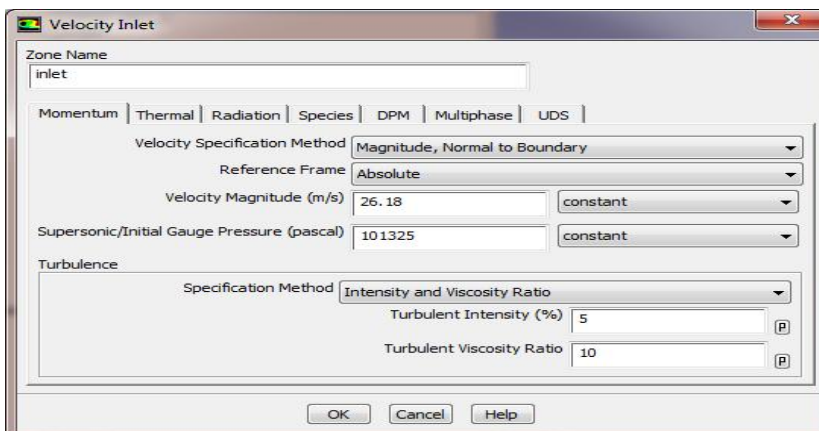 Velocity Inlet
Zone Name
inlet
Momentum Thermal Radiation Species DPM Multiphase UDS
Velocity Specification Method Magnitude, Normal to Boundary
Reference Frame Absolute
Velocity Magnitude (m/s) 26.18 constant
Supersonic/Initial Gauge Pressure (pascal) 101325 constant
Turbulence
Specification Method Intensity and Viscosity Ratio
Turbulent Intensity (%) 5 P
Turbulent Viscosity Ratio 10 P
OK Cancel Help